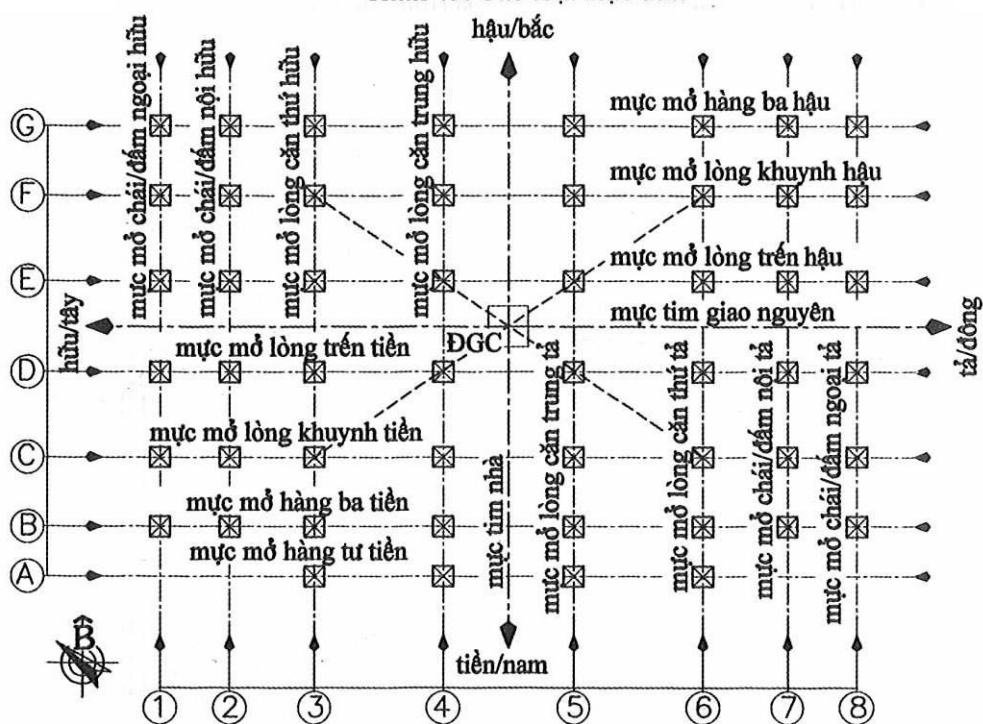 hậu/bắc
mực mở chái/đấm ngoại hữu
mực mở chái/đấm nội hữu
mực mở lòng căn thứ hữu
mực mở lòng căn trung hữu
G
mực mở hàng ba hậu
F
mực mở lòng khuynh hậu
E
mực mở lòng trến hậu
hữu/tây
mực tim giao nguyên
tả/đông
ĐGC
mực mở lòng trến tiền
D
mực mở lòng khuynh tiền
C
mực mở hàng ba tiền
B
mực mở hàng tư tiền
A
mực tim nhà
mực mở lòng căn trung tả
mực mở lòng căn thứ tả
mực mở chái/đấm nội tả
mực mở chái/đấm ngoại tả
B
tiền/nam
1 2 3 4 5 6 7 8